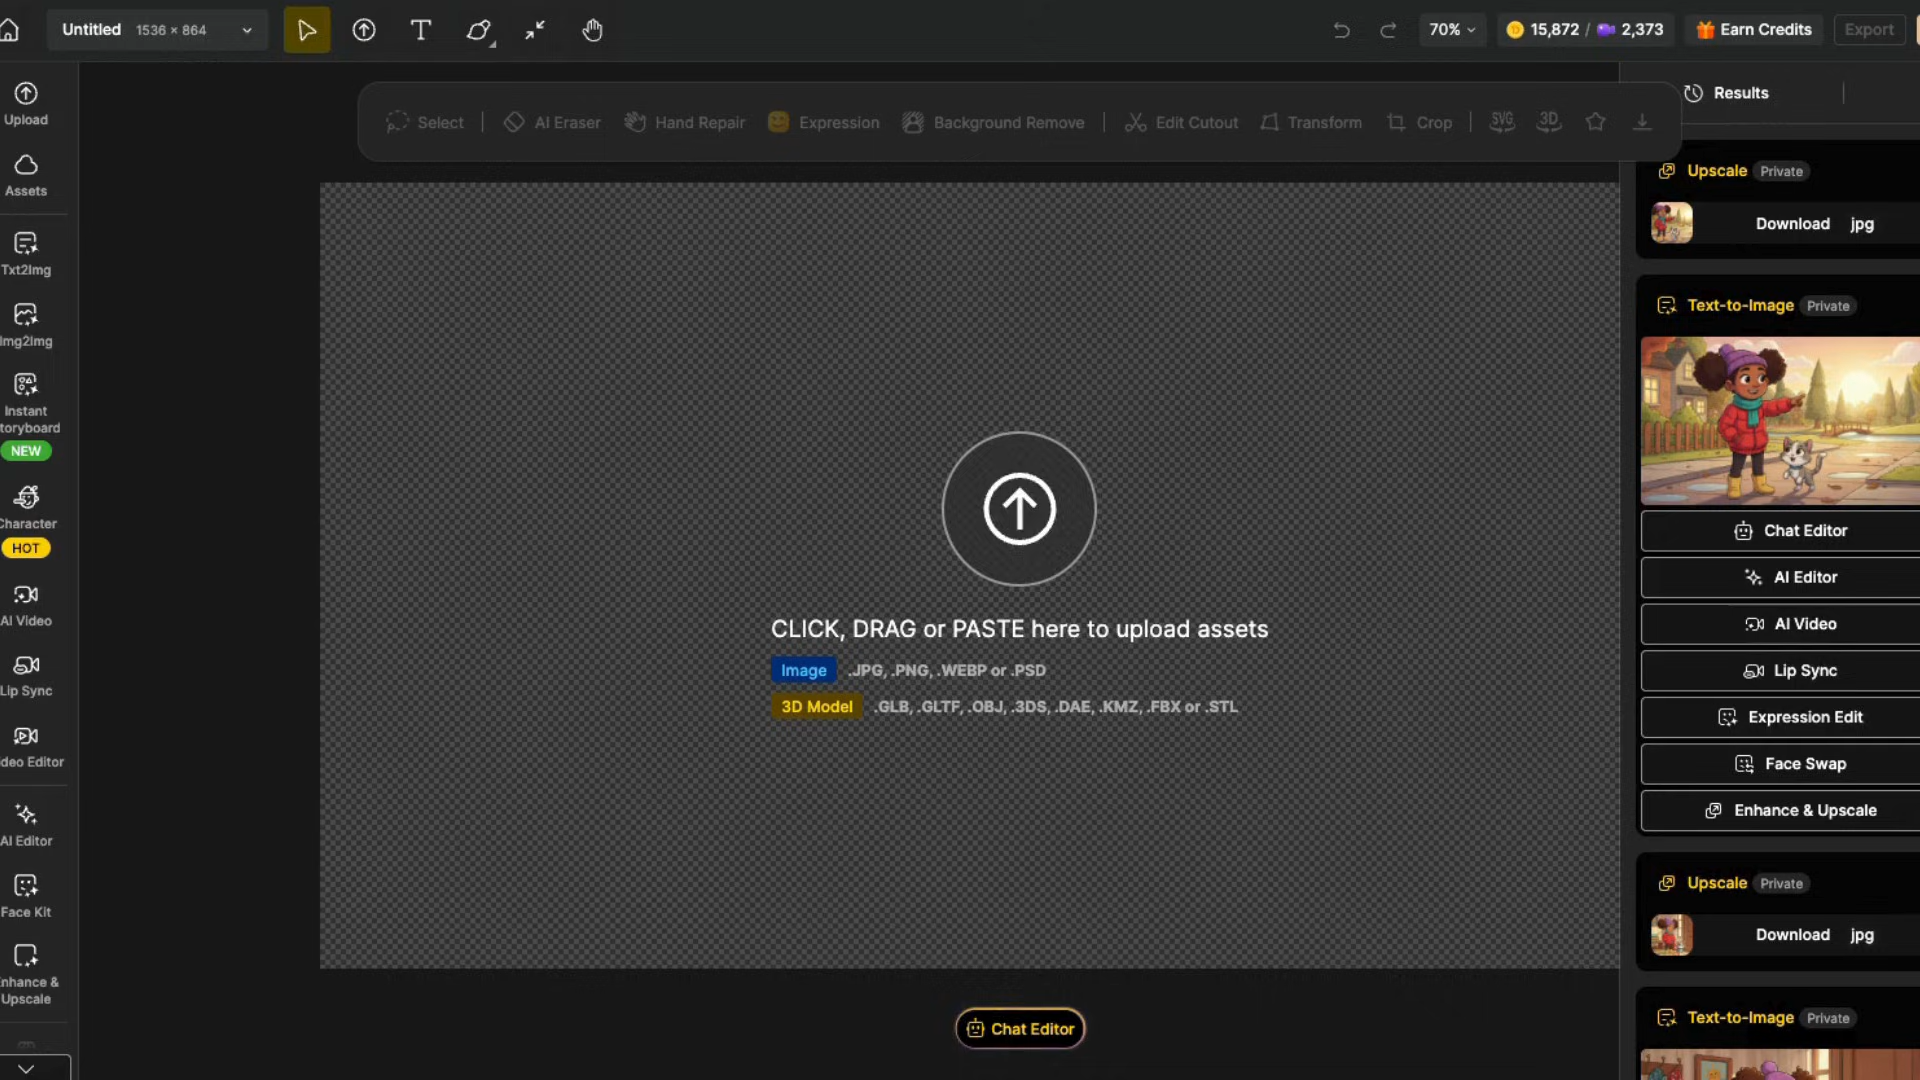 Untitled 1536 × 864
70%
15,872 / 2,373
Earn Credits
Export
Upload
Assets
Txt2Img
Img2Img
Instant
toryboard
NEW
Character
HOT
AI Video
Lip Sync
ideo Editor
AI Editor
Face Kit
Enhance &
Upscale
Select
AI Eraser
Hand Repair
Expression
Background Remove
Edit Cutout
Transform
Crop
SVG
3D
CLICK, DRAG or PASTE here to upload assets
Image .JPG, .PNG, .WEBP or .PSD
3D Model .GLB, .GLTF, .OBJ, .3DS, .DAE, .KMZ, .FBX or .STL
Chat Editor
Results
Upscale Private
Download jpg
Text-to-Image Private
Chat Editor
AI Editor
AI Video
Lip Sync
Expression Edit
Face Swap
Enhance & Upscale
Upscale Private
Download jpg
Text-to-Image Private